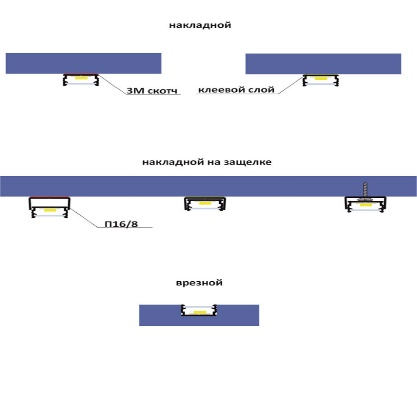 накладной
3М скотч
клеевой слой
накладной на защелке
П16/8
врезной